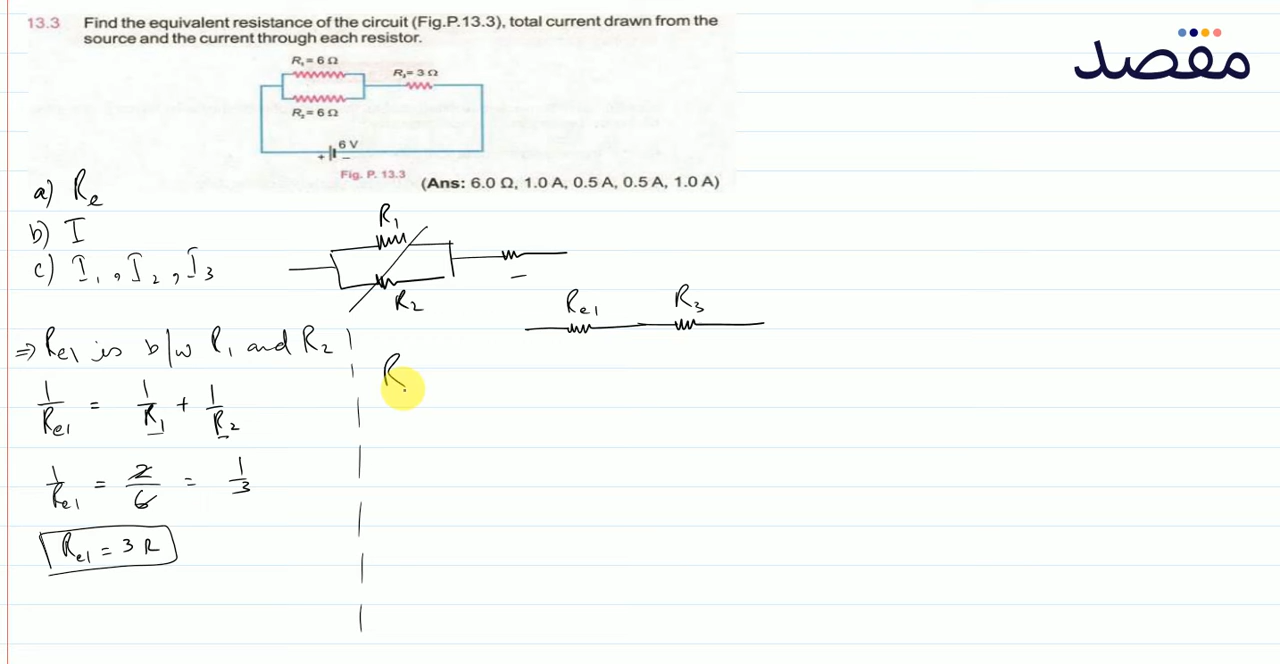 13.3 Find the equivalent resistance of the circuit (Fig.P.13.3), total current drawn from the
source and the current through each resistor.
مقصد
R₁= 6 Ω
R₃= 3 Ω
R₂= 6 Ω
6 V
+ −
Fig. P. 13.3
(Ans: 6.0 Ω, 1.0 A, 0.5 A, 0.5 A, 1.0 A)
a) Re
b) I
c) I₁, I₂, I₃
R₁
R₂
Re1 R₃
⇒ Re1 is b/w R₁ and R₂
1/Re1 = 1/R₁ + 1/R₂
R
1/Re1 = 2/6 = 1/3
Re1 = 3 Ω